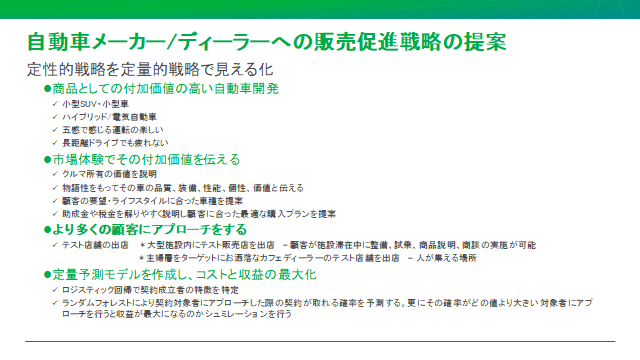 自動車メーカー/ディーラーへの販売促進戦略の提案
定性的戦略を定量的戦略で見える化
●商品としての付加価値の高い自動車開発
✓ 小型SUV・小型車
✓ ハイブリッド/電気自動車
✓ 五感で感じる運転の楽しい
✓ 長距離ドライブでも疲れない
●市場体験でその付加価値を伝える
✓ クルマ所有の価値を説明
✓ 物語性をもってその車の品質、装備、性能、個性、価値と伝える
✓ 顧客の要望・ライフスタイルに合った車種を提案
✓ 助成金や税金を解りやすく説明し顧客に合った最適な購入プランを提案
●より多くの顧客にアプローチをする
✓ テスト店舗の出店 *大型施設内にテスト販売店を出店 −顧客が施設滞在中に整備、試乗、商品説明、商談の実施が可能
*主婦層をターゲットにお洒落なカフェディーラーのテスト店舗を出店 − 人が集える場所
●定量予測モデルを作成し、コストと収益の最大化
✓ ロジスティック回帰で契約成立者の特徴を特定
✓ ランダムフォレストにより契約対象者にアプローチした際の契約が取れる確率を予測する。更にその確率がどの値より大きい対象者にアプ
ローチを行うと収益が最大になるのかシュミレーションを行う